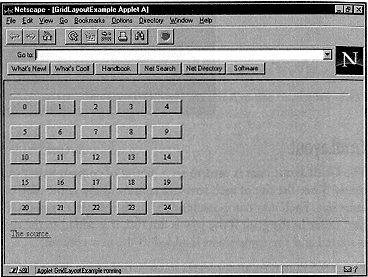 Netscape - [GridLayoutExample Applet A]
File Edit View Go Bookmarks Options Directory Window Help
Go to:
N
What's New! What's Cool! Handbook Net Search Net Directory Software
0 1 2 3 4
5 6 7 8 9
10 11 12 13 14
15 16 17 18 19
20 21 22 23 24
The source.
Applet GridLayoutExample running